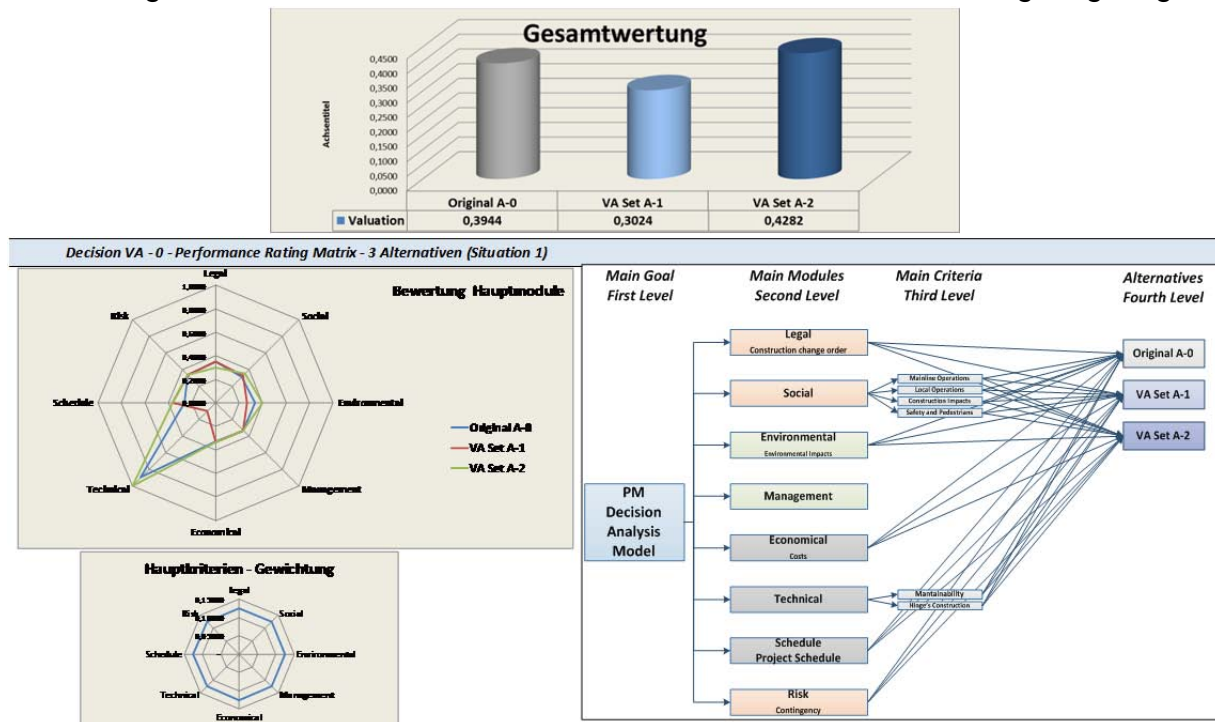 Gesamtwertung
Achsentitel
0,4500
0,4000
0,3500
0,3000
0,2500
0,2000
0,1500
0,1000
0,0500
0,0000
Original A-0 VA Set A-1 VA Set A-2
Valuation 0,3944 0,3024 0,4282
Decision VA - 0 - Performance Rating Matrix - 3 Alternativen (Situation 1)
Bewertung Hauptmodule
Legal
Social
Environmental
Management
Economical
Technical
Schedule
Risk
1,0000
Original A-0
VA Set A-1
VA Set A-2
Hauptkriterien - Gewichtung
legal
Social
Environmental
Management
Economical
Technical
Schedule
Risk
Main Goal
First Level
Main Modules
Second Level
Main Criteria
Third Level
Alternatives
Fourth Level
PM
Decision
Analysis
Model
Legal
Construction change order
Social
Environmental
Environmental Impacts
Management
Economical
Costs
Technical
Schedule
Project Schedule
Risk
Contingency
Mainline Operations
Local Operations
Construction Impacts
Safety and Pedestrians
Mantainability
Hinge's Construction
Original A-0
VA Set A-1
VA Set A-2